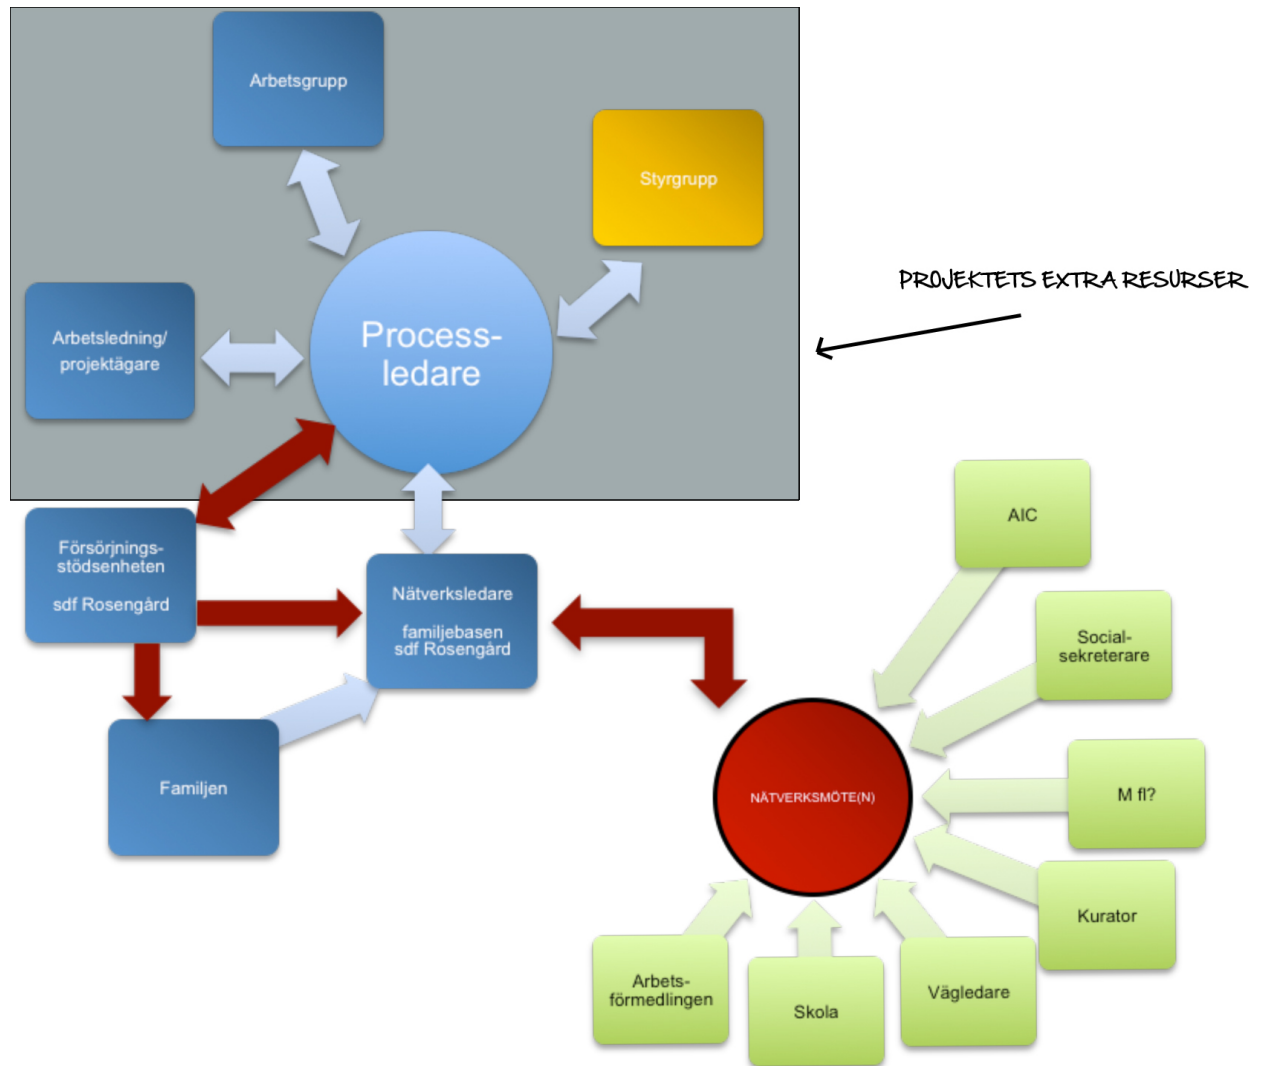 Arbetsgrupp
Styrgrupp
PROJEKTETS EXTRA RESURSER
Arbetsledning/
projektägare
Process-
ledare
AIC
Försörjnings-
stödsenheten
sdf Rosengård
Nätverksledare
familjebasen
sdf Rosengård
Social-
sekreterare
Familjen
NÄTVERKSMÖTE(N)
M fl?
Kurator
Arbets-
förmedlingen
Skola
Vägledare